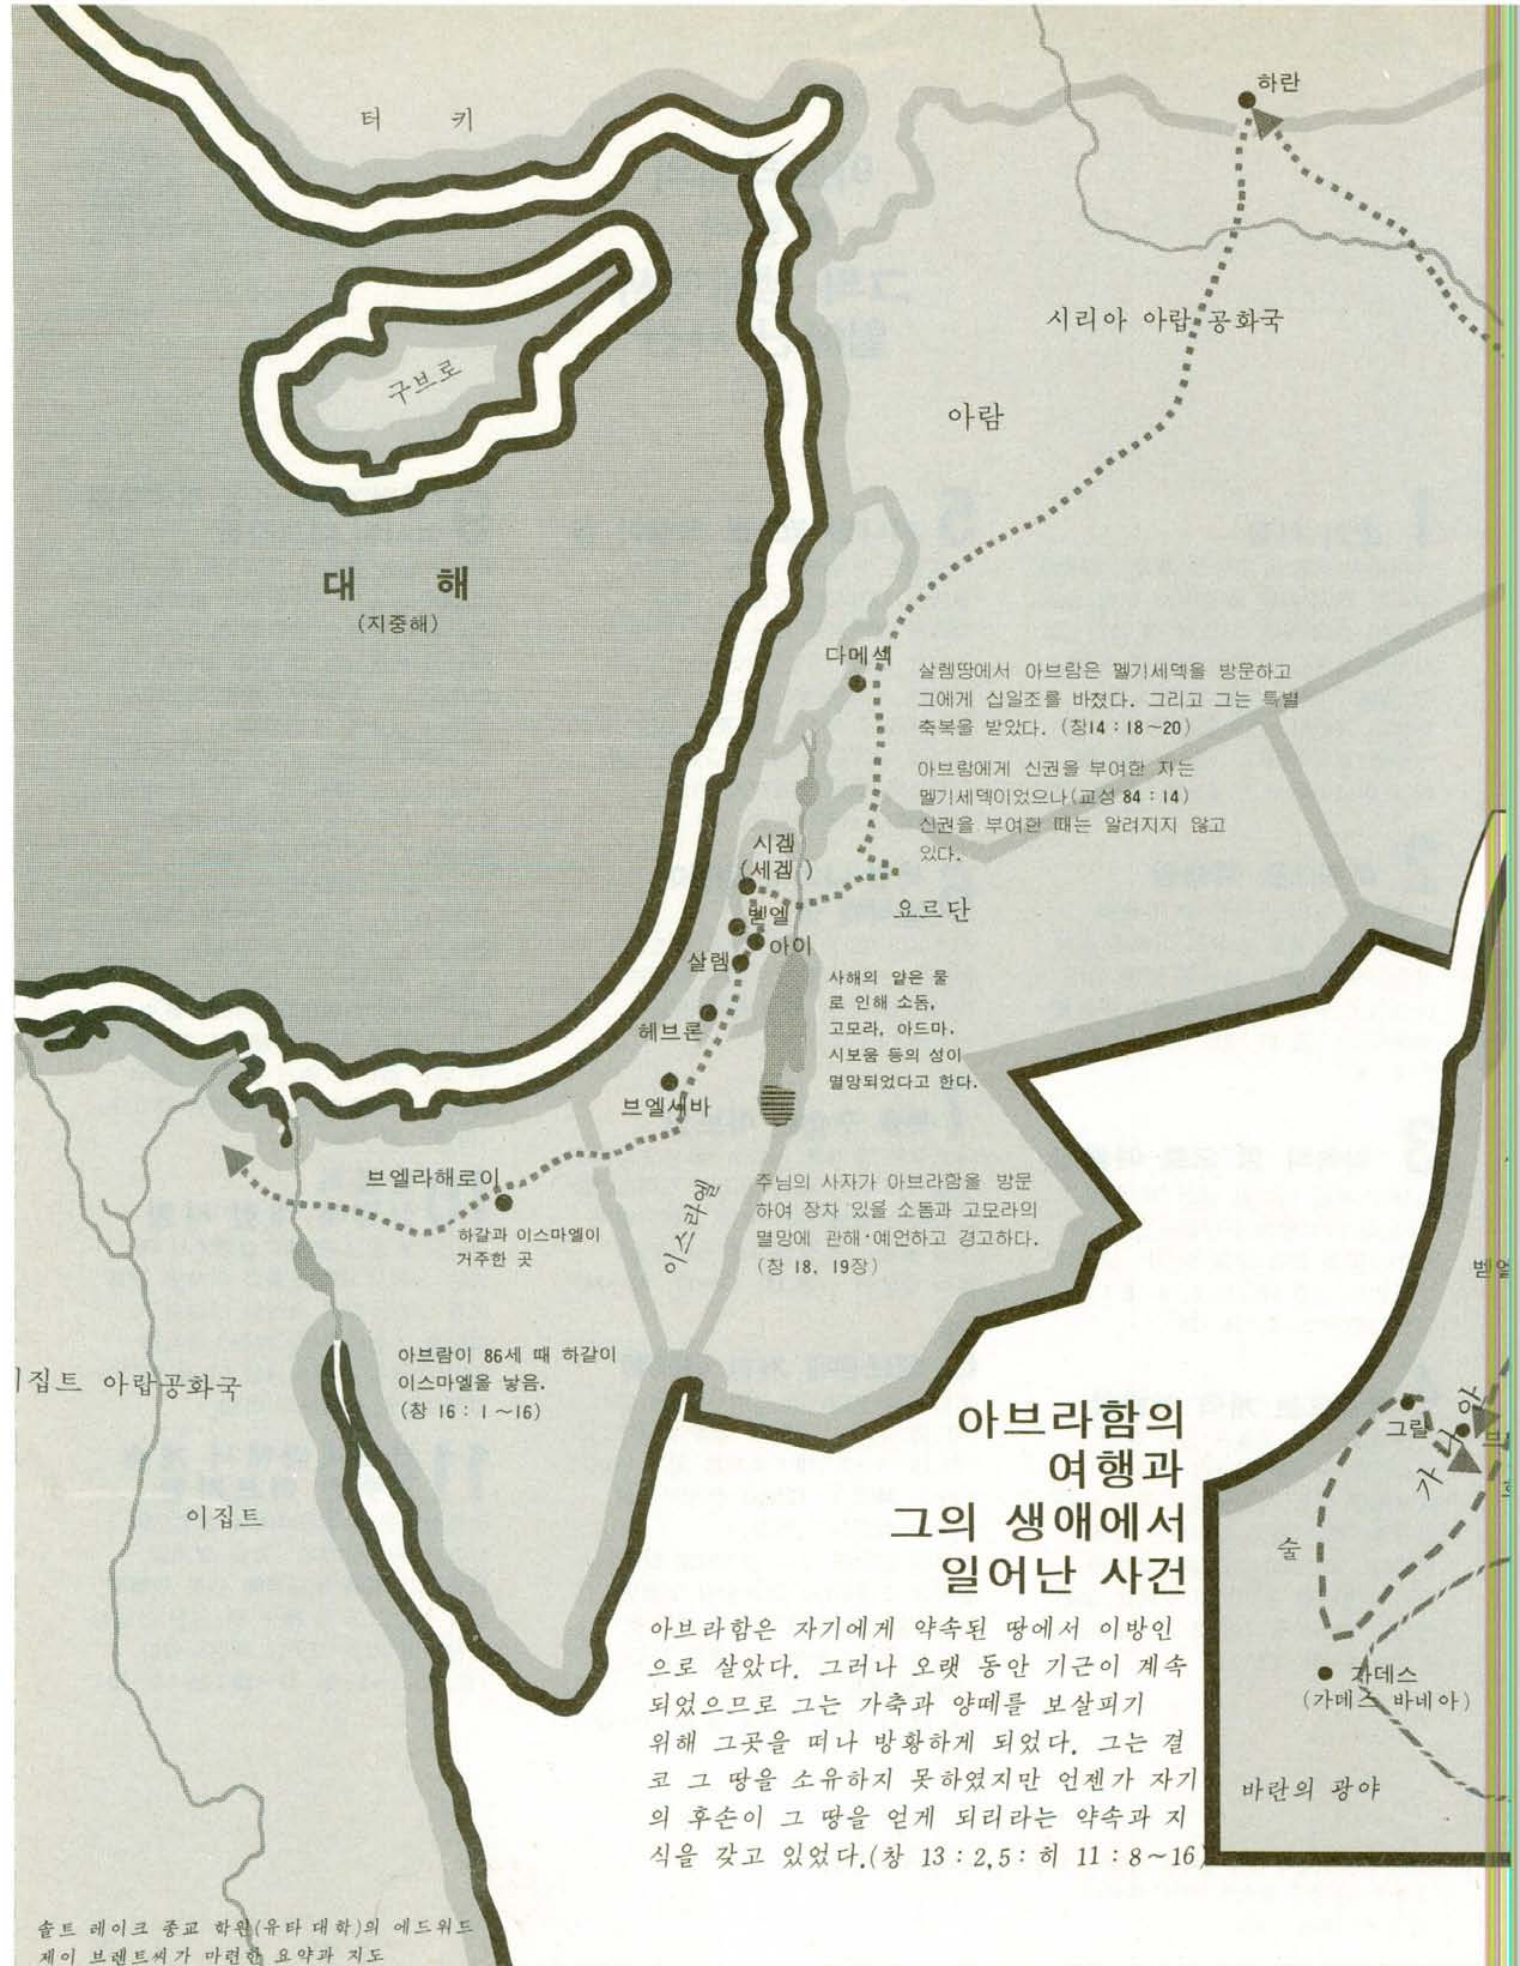 하란
터 키
시리아 아랍 공화국
구브로
아람
대 해
(지중해)
다메섹
살렘땅에서 아브람은 멜기세덱을 방문하고
그에게 십일조를 바쳤다. 그리고 그는 특별
축복을 받았다. (창14 : 18~20)
아브람에게 신권을 부여한 자는
멜기세덱이었으나(교성 84 : 14)
신권을 부여한 때는 알려지지 않고
있다.
시겜
(세겜)
벧엘
요르단
아이
살렘
사해의 얕은 물
로 인해 소돔,
고모라, 아드마,
시보움 등의 성이
멸망되었다고 한다.
헤브론
브엘세바
브엘라해로이
하갈과 이스마엘이
거주한 곳
이스라엘
주님의 사자가 아브라함을 방문
하여 장차 있을 소돔과 고모라의
멸망에 관해·예언하고 경고하다.
(창 18, 19장)
벧엘
아브람이 86세 때 하갈이
이스마엘을 낳음.
(창 16 : 1~16)
집트 아랍공화국
이집트
아브라함의
여행과
그의 생애에서
일어난 사건
그랄
가나안
술
가데스
(가데스 바네아)
바란의 광야
아브라함은 자기에게 약속된 땅에서 이방인
으로 살았다. 그러나 오랫 동안 기근이 계속
되었으므로 그는 가축과 양떼를 보살피기
위해 그곳을 떠나 방황하게 되었다. 그는 결
코 그 땅을 소유하지 못하였지만 언젠가 자기
의 후손이 그 땅을 얻게 되리라는 약속과 지
식을 갖고 있었다.(창 13 : 2,5 : 히 11 : 8~16)
솔트 레이크 종교 학원(유타 대학)의 에드워드
제이 브렌트씨가 마련한 요약과 지도